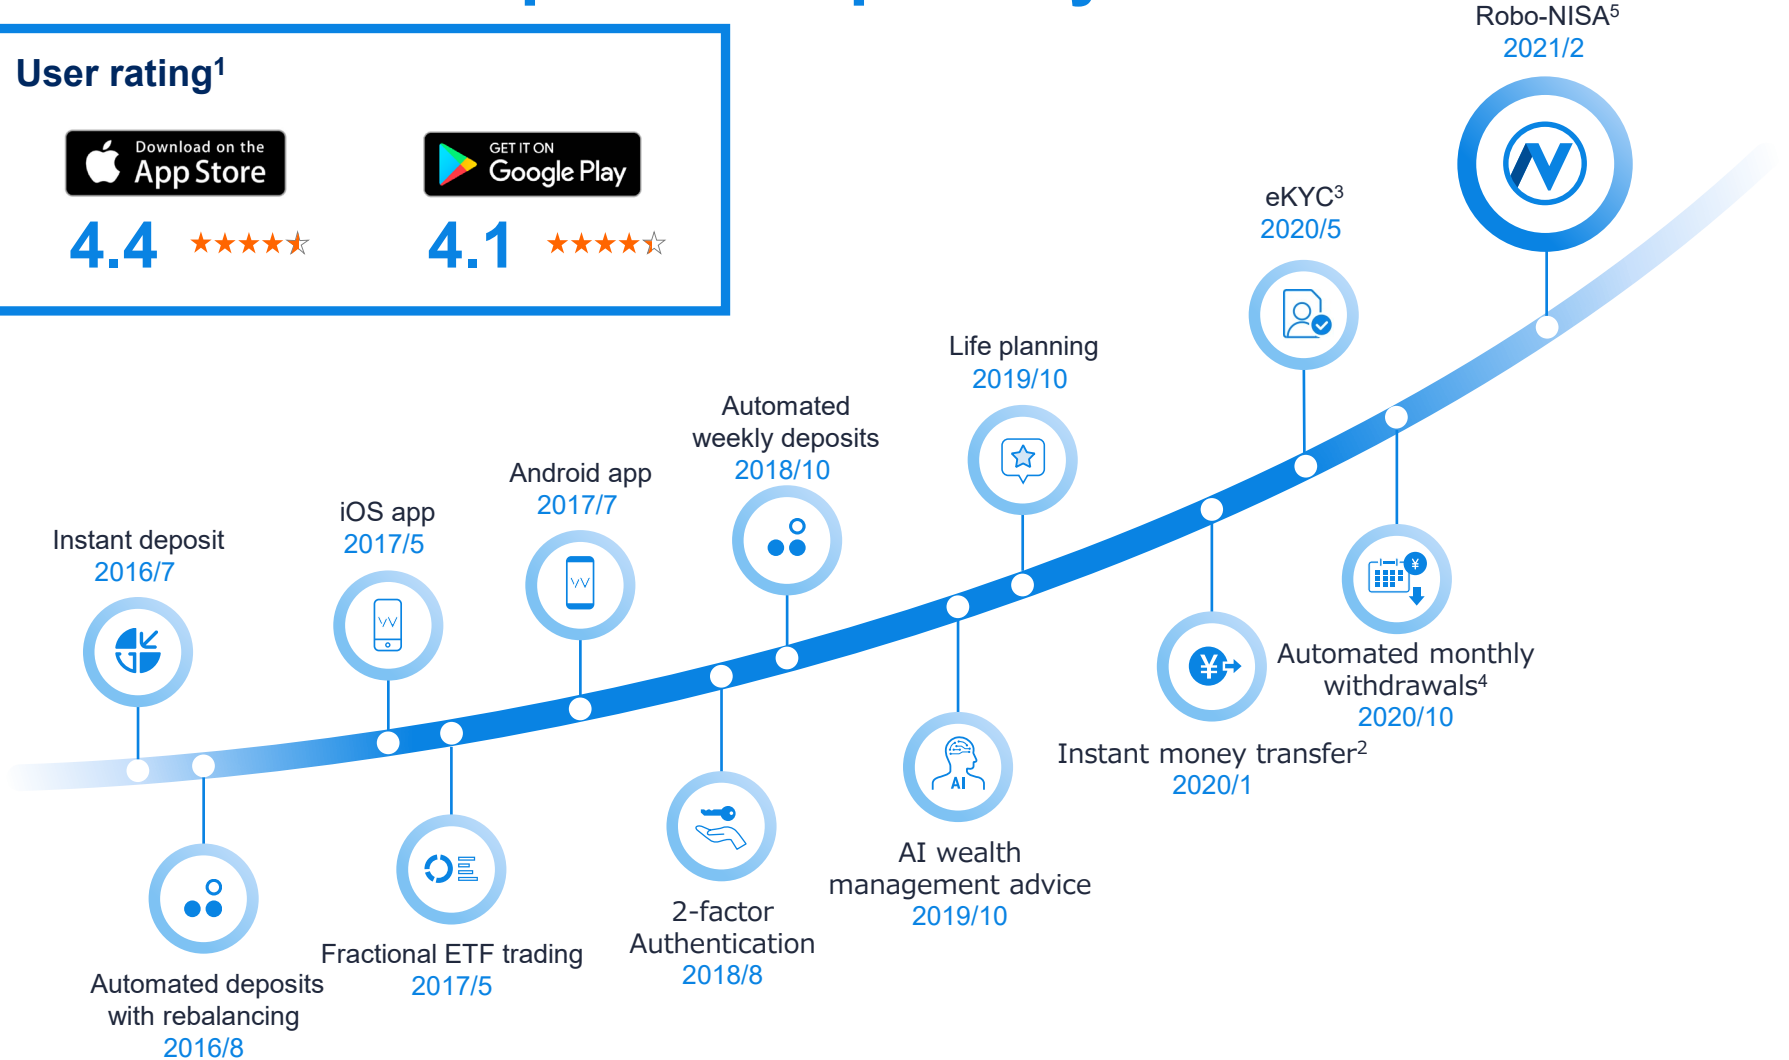 User rating¹
Download on the
App Store
GET IT ON
Google Play
4.4
4.1
Robo-NISA⁵
2021/2
eKYC³
2020/5
Life planning
2019/10
Automated
weekly deposits
2018/10
Android app
2017/7
iOS app
2017/5
Instant deposit
2016/7
Automated monthly
withdrawals⁴
2020/10
Instant money transfer²
2020/1
AI
AI wealth
management advice
2019/10
2-factor
Authentication
2018/8
Fractional ETF trading
2017/5
Automated deposits
with rebalancing
2016/8